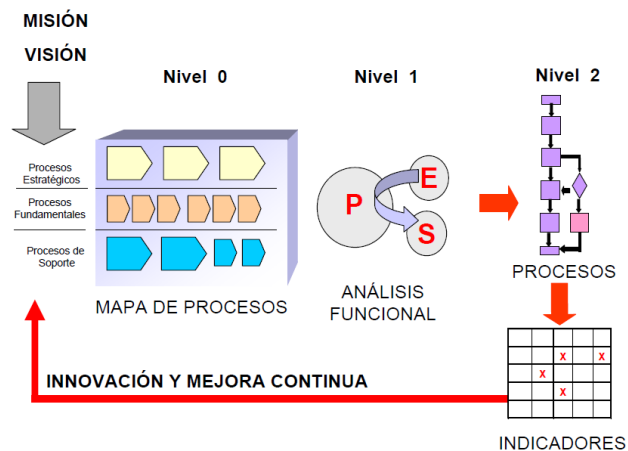 MISIÓN
VISIÓN
Nivel 0
Nivel 1
Nivel 2
Procesos
Estratégicos
Procesos
Fundamentales
Procesos de
Soporte
MAPA DE PROCESOS
P
E
S
ANÁLISIS
FUNCIONAL
PROCESOS
X X
X
X
INDICADORES
INNOVACIÓN Y MEJORA CONTINUA